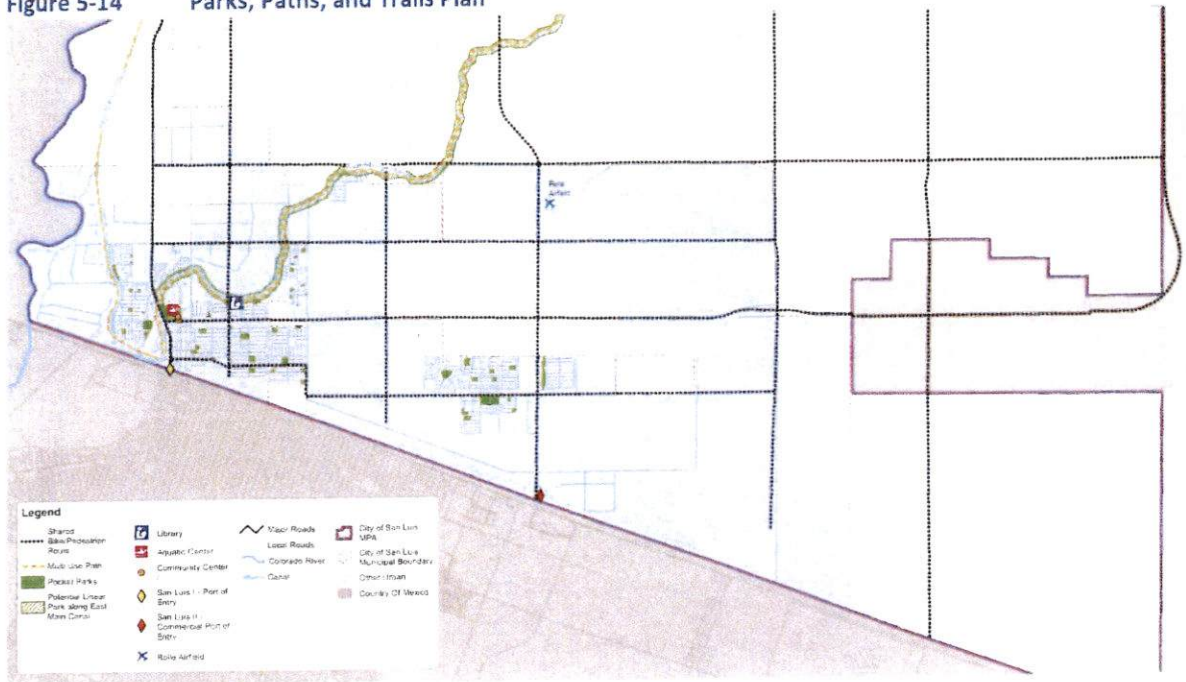 Figure 5-14 Parks, Paths, and Trails Plan
Rolle
Airfield
Legend
Shared
Bike/Pedestrian
Route
Multi Use Path
Pocket Parks
Potential Linear
Park along East
Main Canal
Library
Aquatic Center
Community Center
San Luis I - Port of
Entry
San Luis II -
Commercial Port of
Entry
Rolle Airfield
Major Roads
Local Roads
Colorado River
Canal
City of San Luis
MPA
City of San Luis
Municipal Boundary
Other Urban
Country Of Mexico